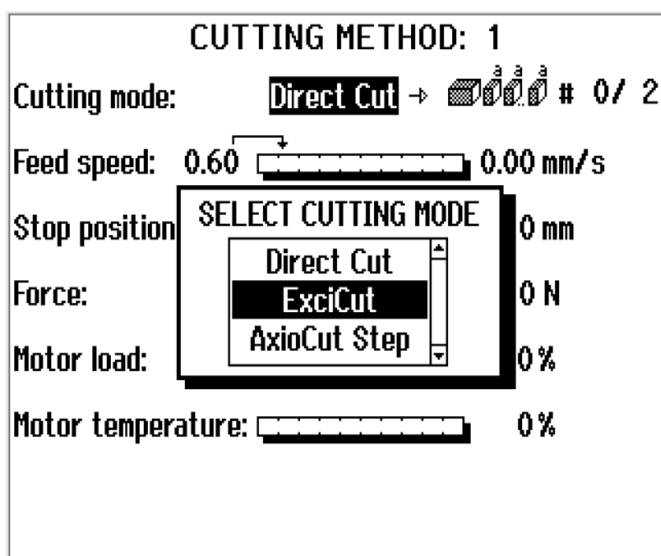 CUTTING METHOD: 1
Cutting mode: Direct Cut → a a a # 0/ 2
Feed speed: 0.60 0.00 mm/s
Stop position 0 mm
Force: 0 N
Motor load: 0 %
Motor temperature: 0 %
SELECT CUTTING MODE
Direct Cut
ExciCut
AxioCut Step